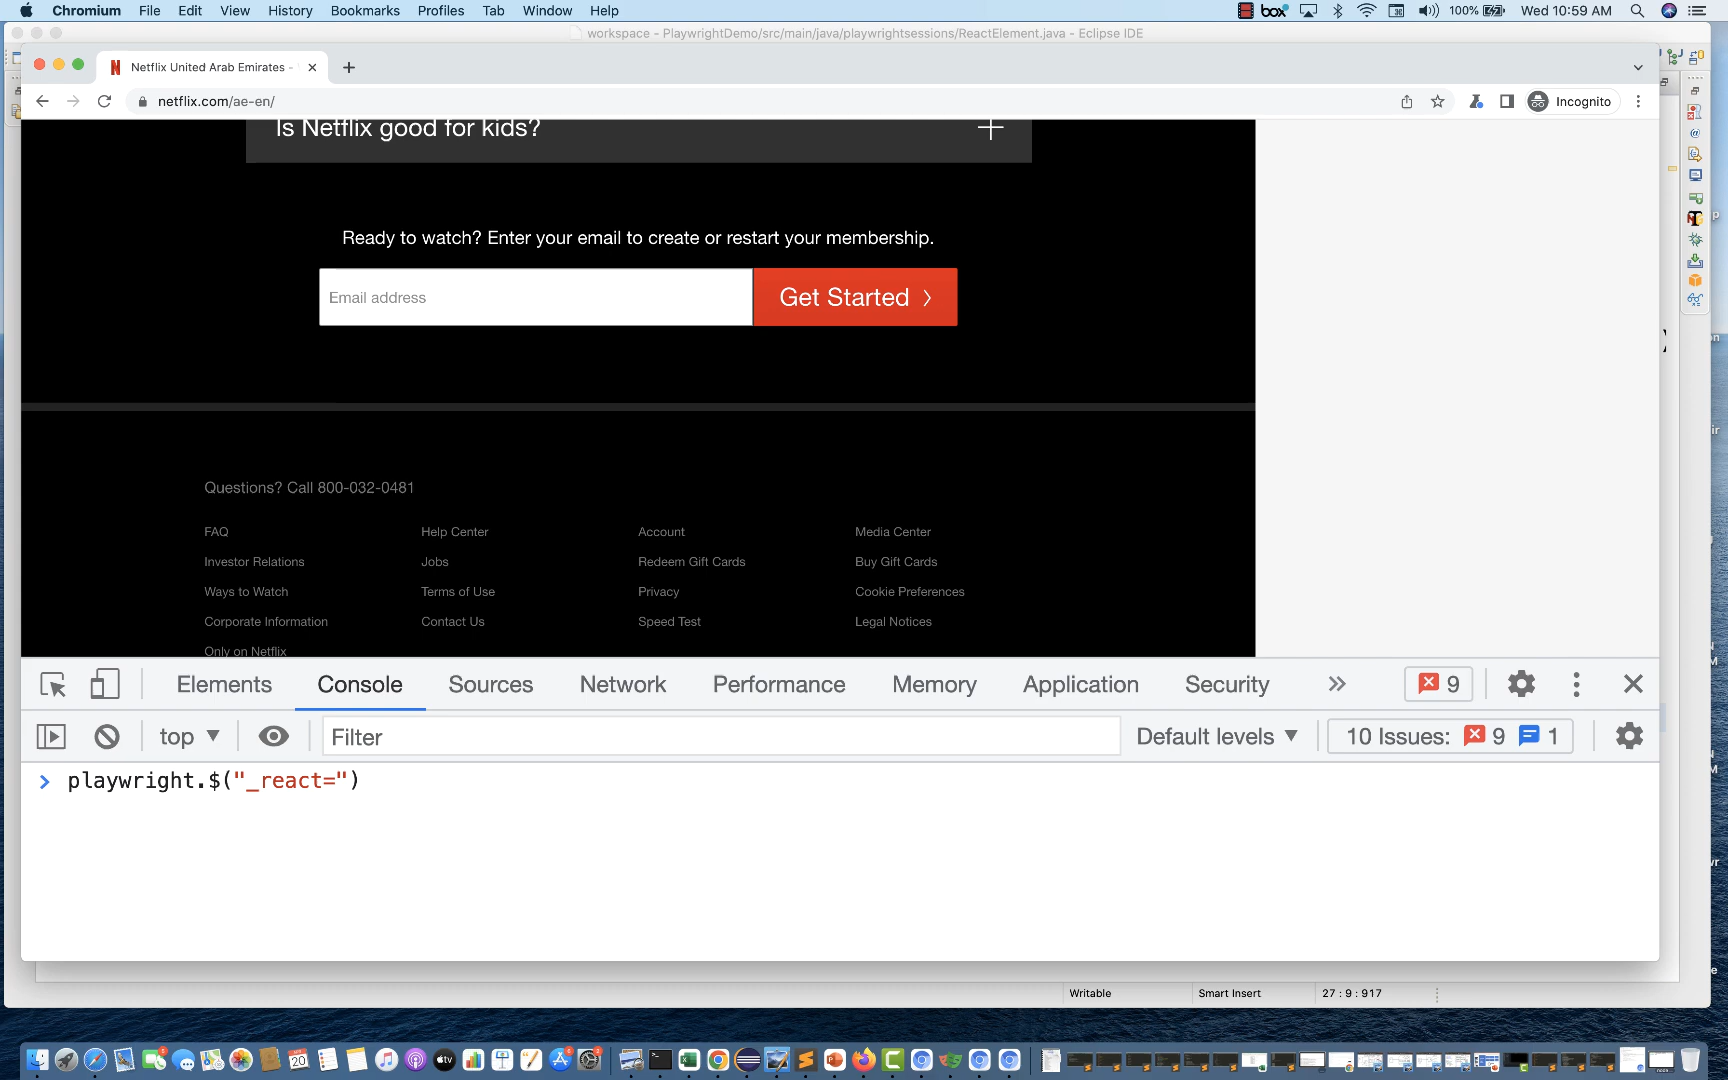 Chromium File Edit View History Bookmarks Profiles Tab Window Help box 100% Wed 10:59 AM
workspace - PlaywrightDemo/src/main/java/playwrightsessions/ReactElement.java - Eclipse IDE
Netflix United Arab Emirates -
netflix.com/ae-en/
Incognito
Is Netflix good for kids?
Ready to watch? Enter your email to create or restart your membership.
Email address
Get Started
Questions? Call 800-032-0481
FAQ Help Center Account Media Center
Investor Relations Jobs Redeem Gift Cards Buy Gift Cards
Ways to Watch Terms of Use Privacy Cookie Preferences
Corporate Information Contact Us Speed Test Legal Notices
Only on Netflix
Elements Console Sources Network Performance Memory Application Security 9
top Filter Default levels 10 Issues: 9 1
playwright.$("_react=")
Writable Smart Insert 27 : 9 : 917